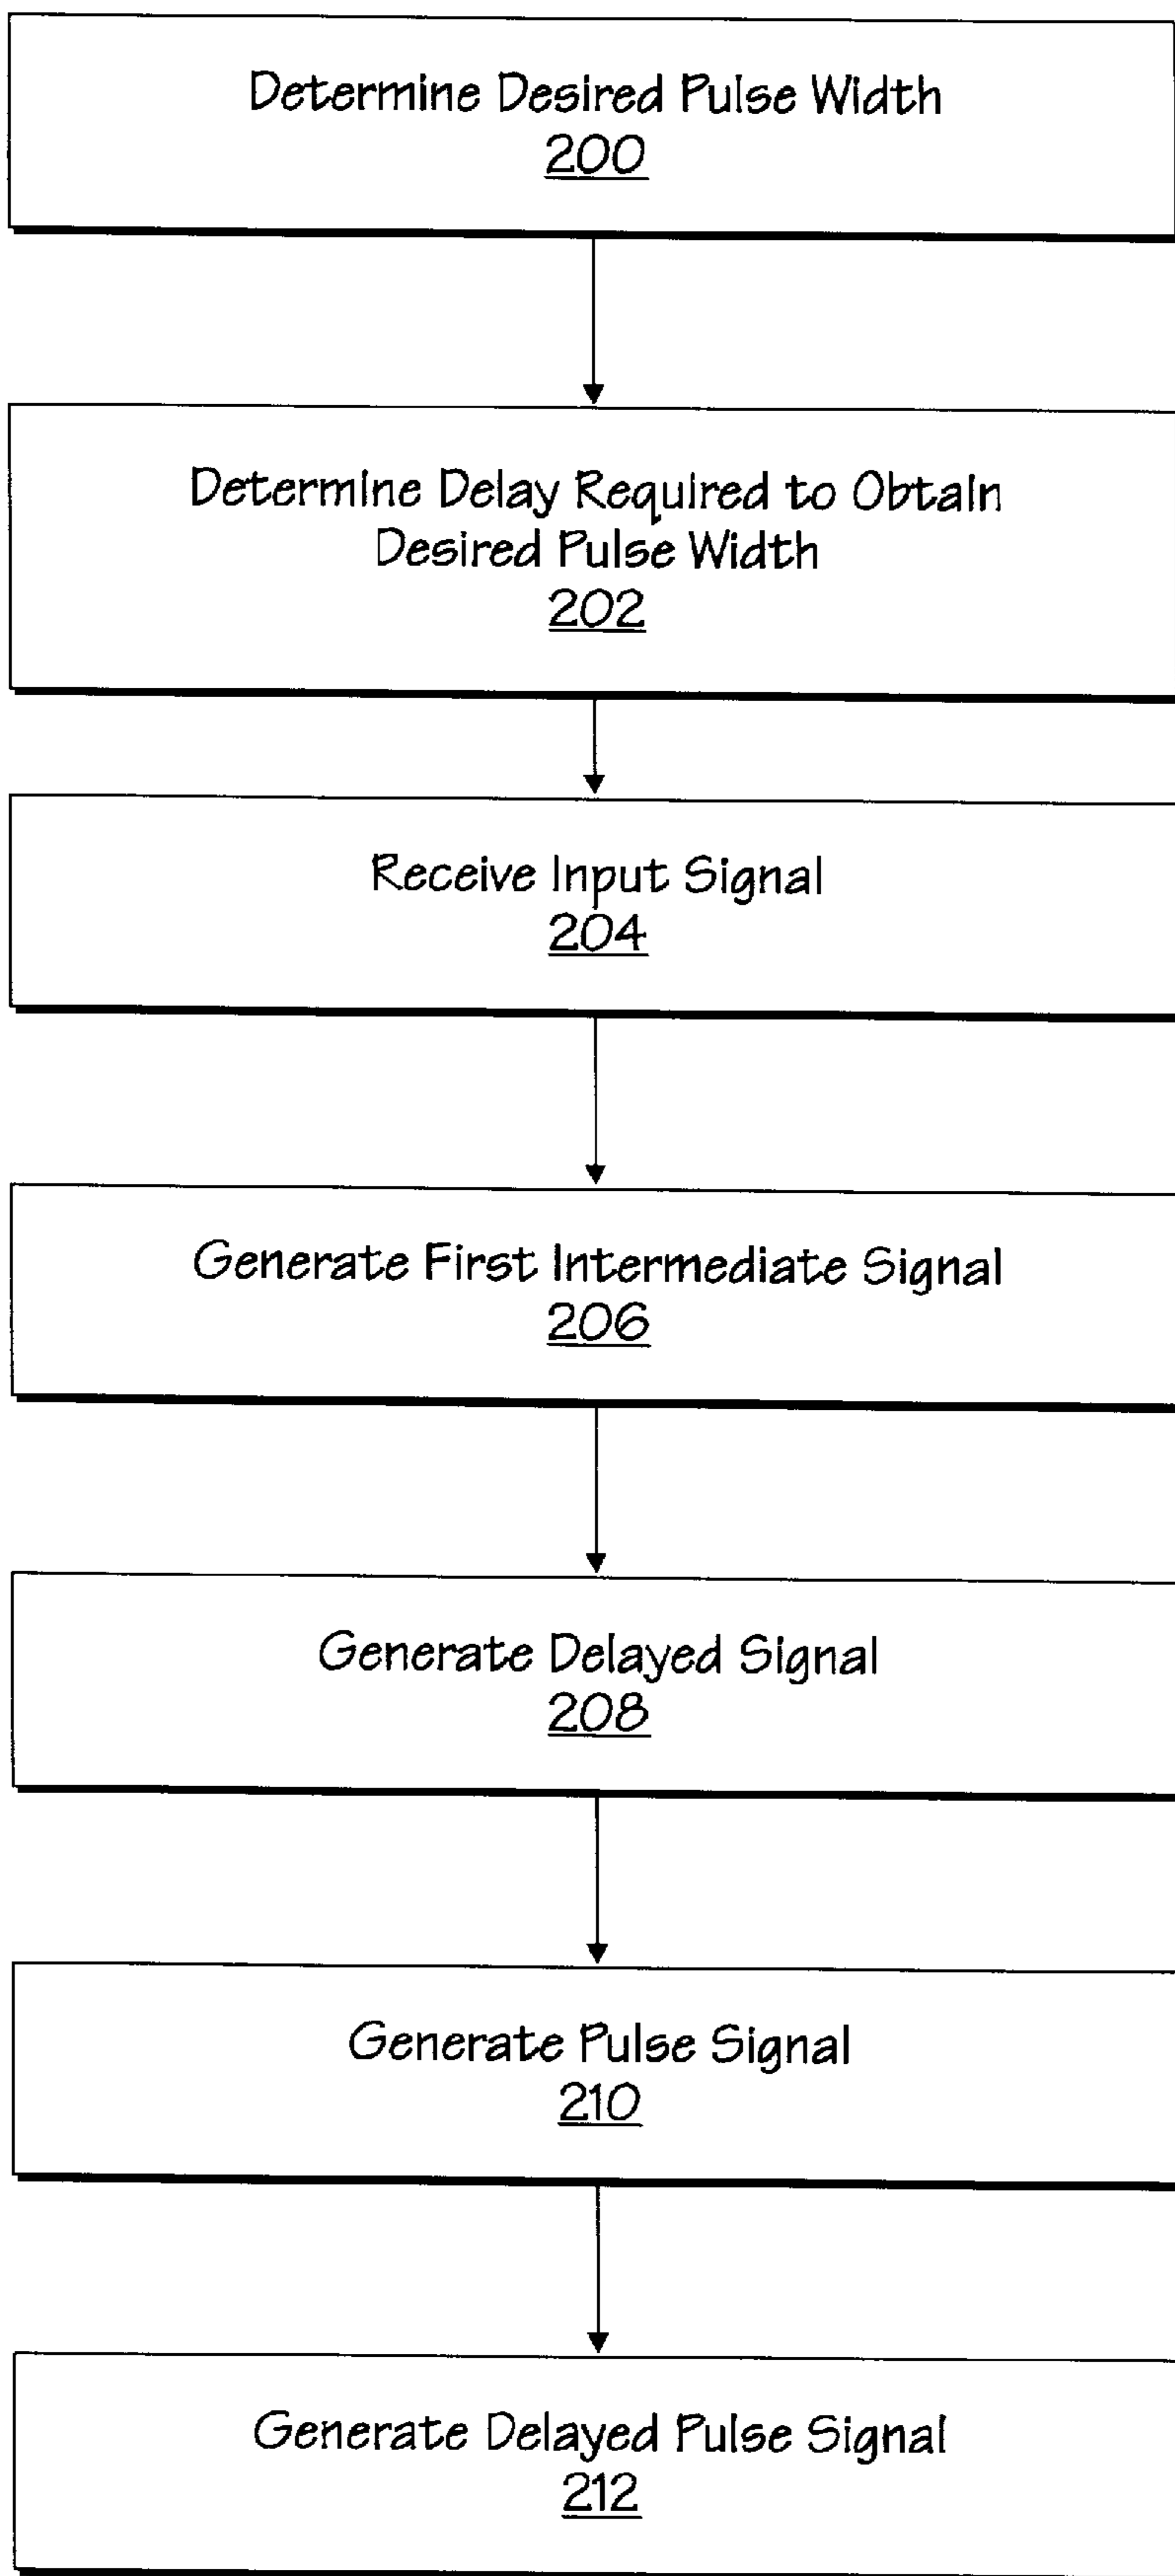 Determine Desired Pulse Width
200
Determine Delay Required to Obtain
Desired Pulse Width
202
Receive Input Signal
204
Generate First Intermediate Signal
206
Generate Delayed Signal
208
Generate Pulse Signal
210
Generate Delayed Pulse Signal
212